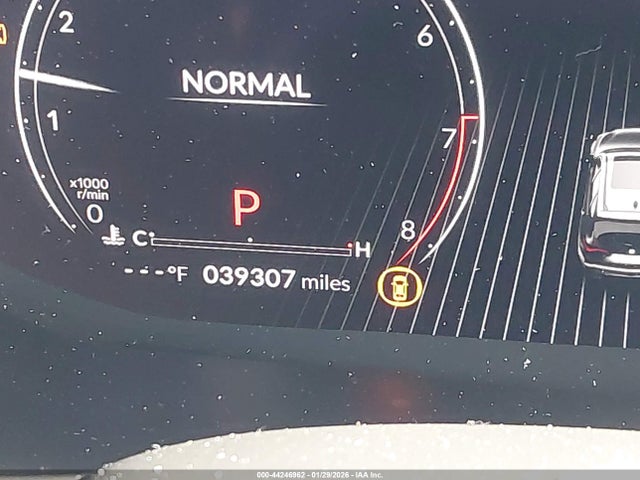 2
6
NORMAL
1
7
x1000
r/min
P
0
8
C H
---°F 039307 miles
000-44246962 - 01/29/2026 - IAA Inc.